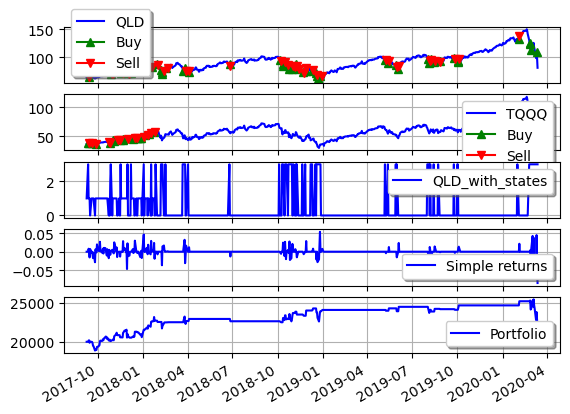 150
100
QLD
Buy
Sell
100
50
TQQQ
Buy
Sell
2
0
QLD_with_states
0.05
0.00
−0.05
Simple returns
25000
20000
Portfolio
2017-10
2018-01
2018-04
2018-07
2018-10
2019-01
2019-04
2019-07
2019-10
2020-01
2020-04